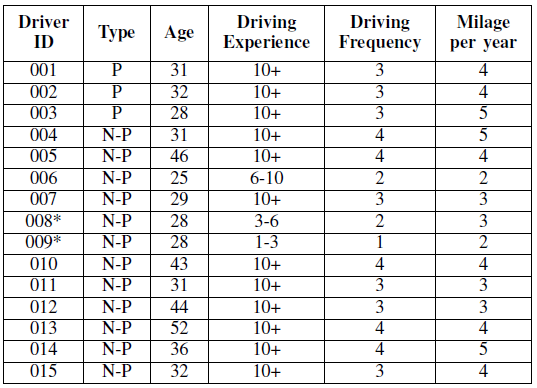 Driver ID Type Age Driving Experience Driving Frequency Milage per year
001 P 31 10+ 3 4
002 P 32 10+ 3 4
003 P 28 10+ 3 5
004 N-P 31 10+ 4 5
005 N-P 46 10+ 4 4
006 N-P 25 6-10 2 2
007 N-P 29 10+ 3 3
008* N-P 28 3-6 2 3
009* N-P 28 1-3 1 2
010 N-P 43 10+ 4 4
011 N-P 31 10+ 3 3
012 N-P 44 10+ 3 3
013 N-P 52 10+ 4 4
014 N-P 36 10+ 4 5
015 N-P 32 10+ 3 4